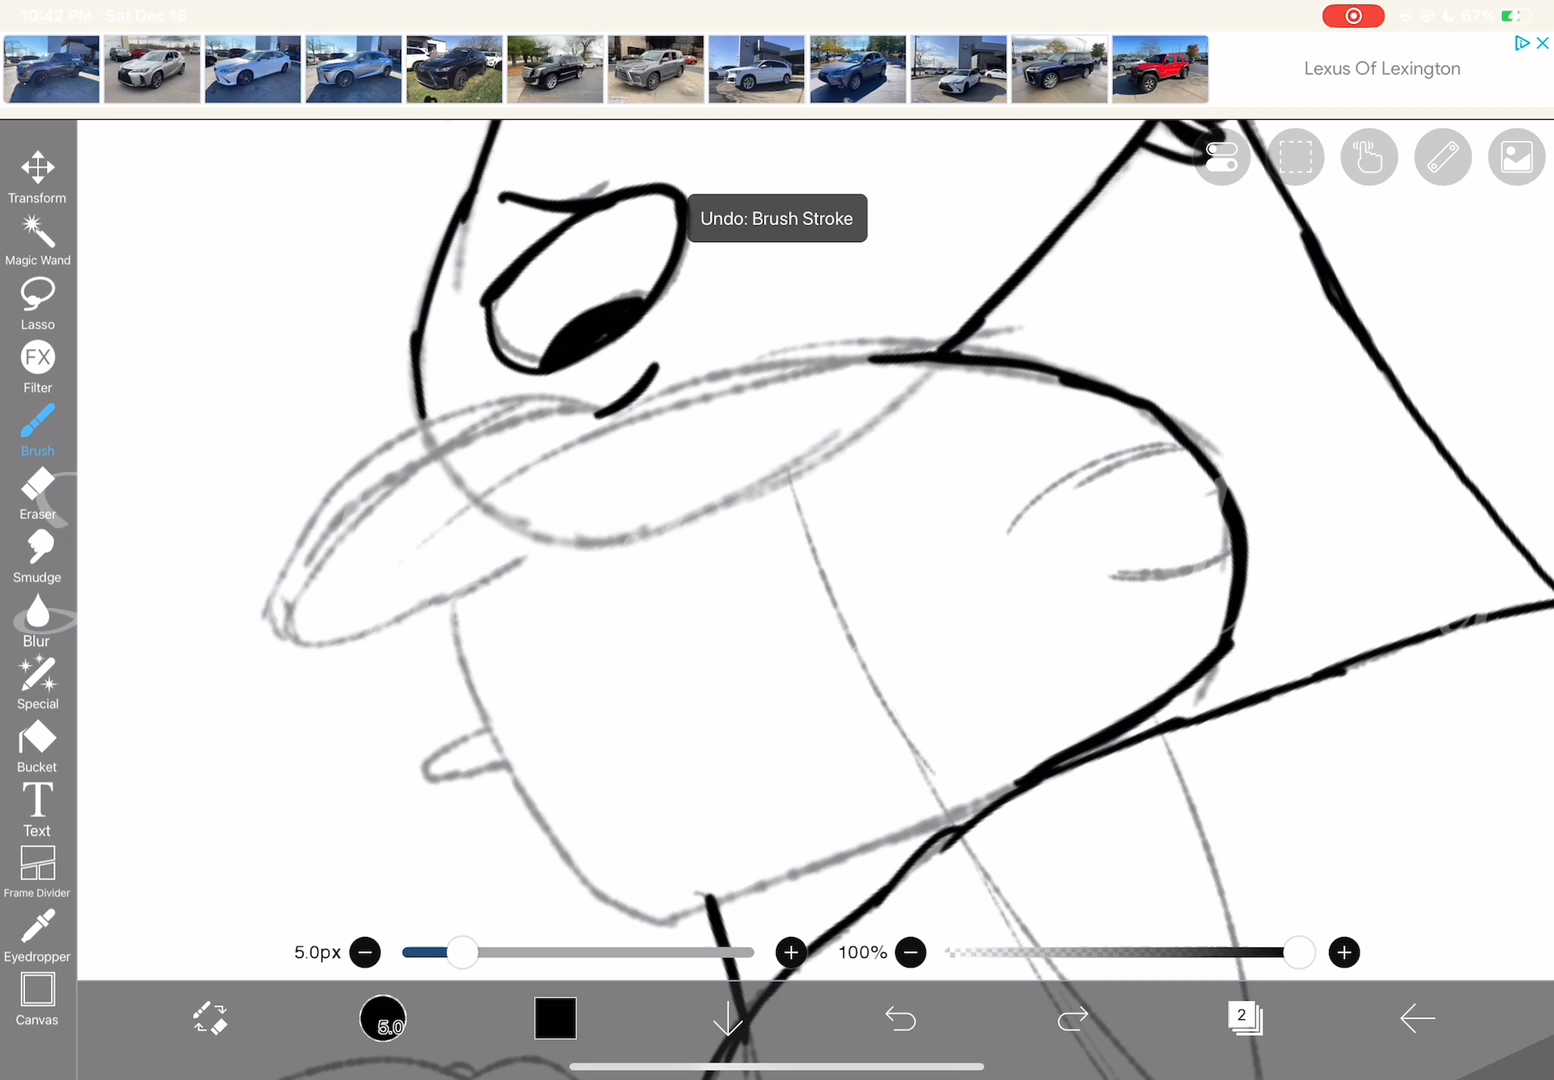 10:42 PM Sat Dec 16
67%
Lexus Of Lexington
Transform
Magic Wand
Lasso
FX
Filter
Brush
Eraser
Smudge
Blur
Special
Bucket
T
Text
Frame Divider
Eyedropper
Canvas
Undo: Brush Stroke
5.0px
100%
5.0
2